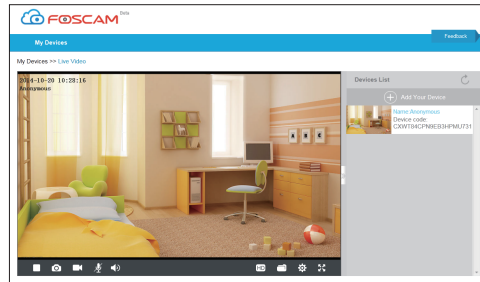 FOSCAM Beta
Feedback
My Devices
My Devices >> Live Video
2014-10-20 10:28:16
Anonymous
Devices List
Add Your Device
Name:Anonymous
Device code:
CXWT84CPN9EB3HPMU731
HD